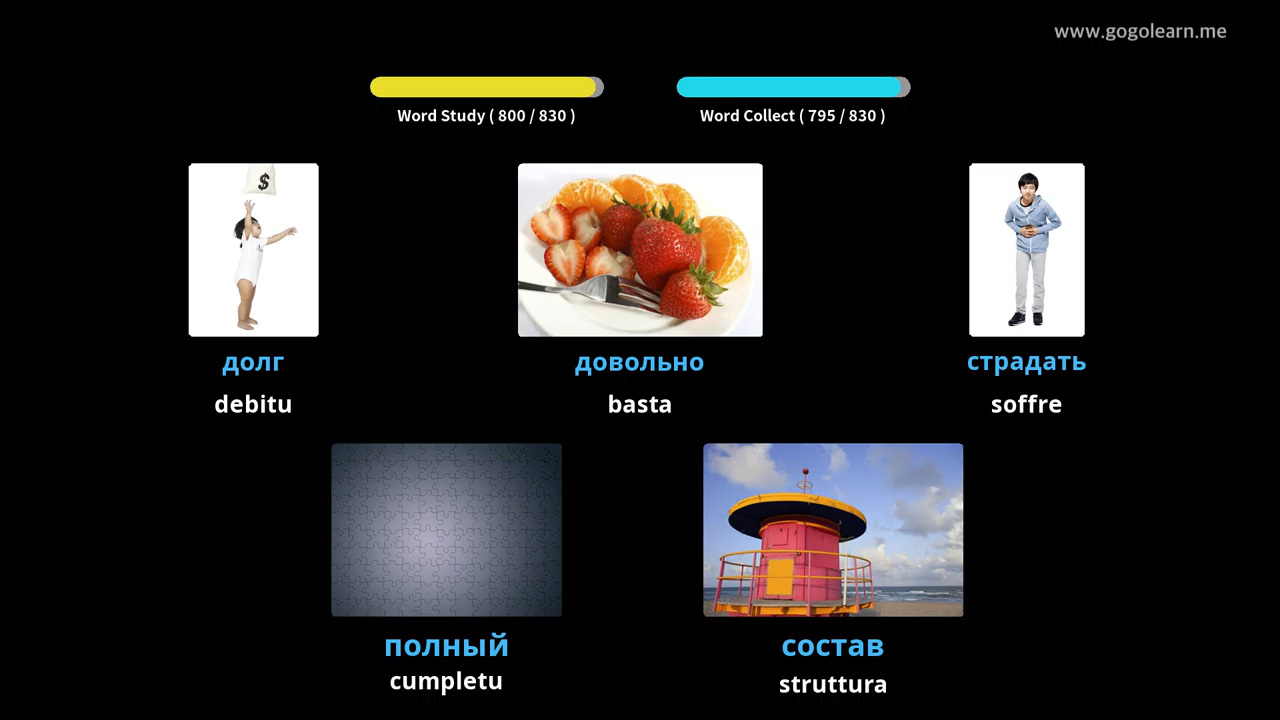 www.gogolearn.me
Word Study ( 800 / 830 )
Word Collect ( 795 / 830 )
$
долг
довольно
страдать
debitu
basta
soffre
полный
состав
cumpletu
struttura